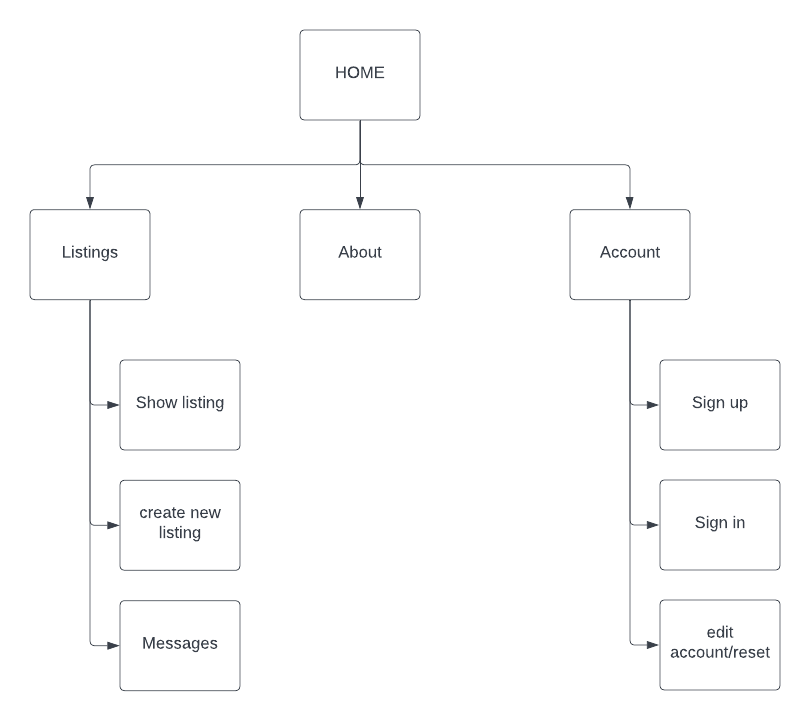 HOME
Listings
About
Account
Show listing
create new
listing
Messages
Sign up
Sign in
edit
account/reset